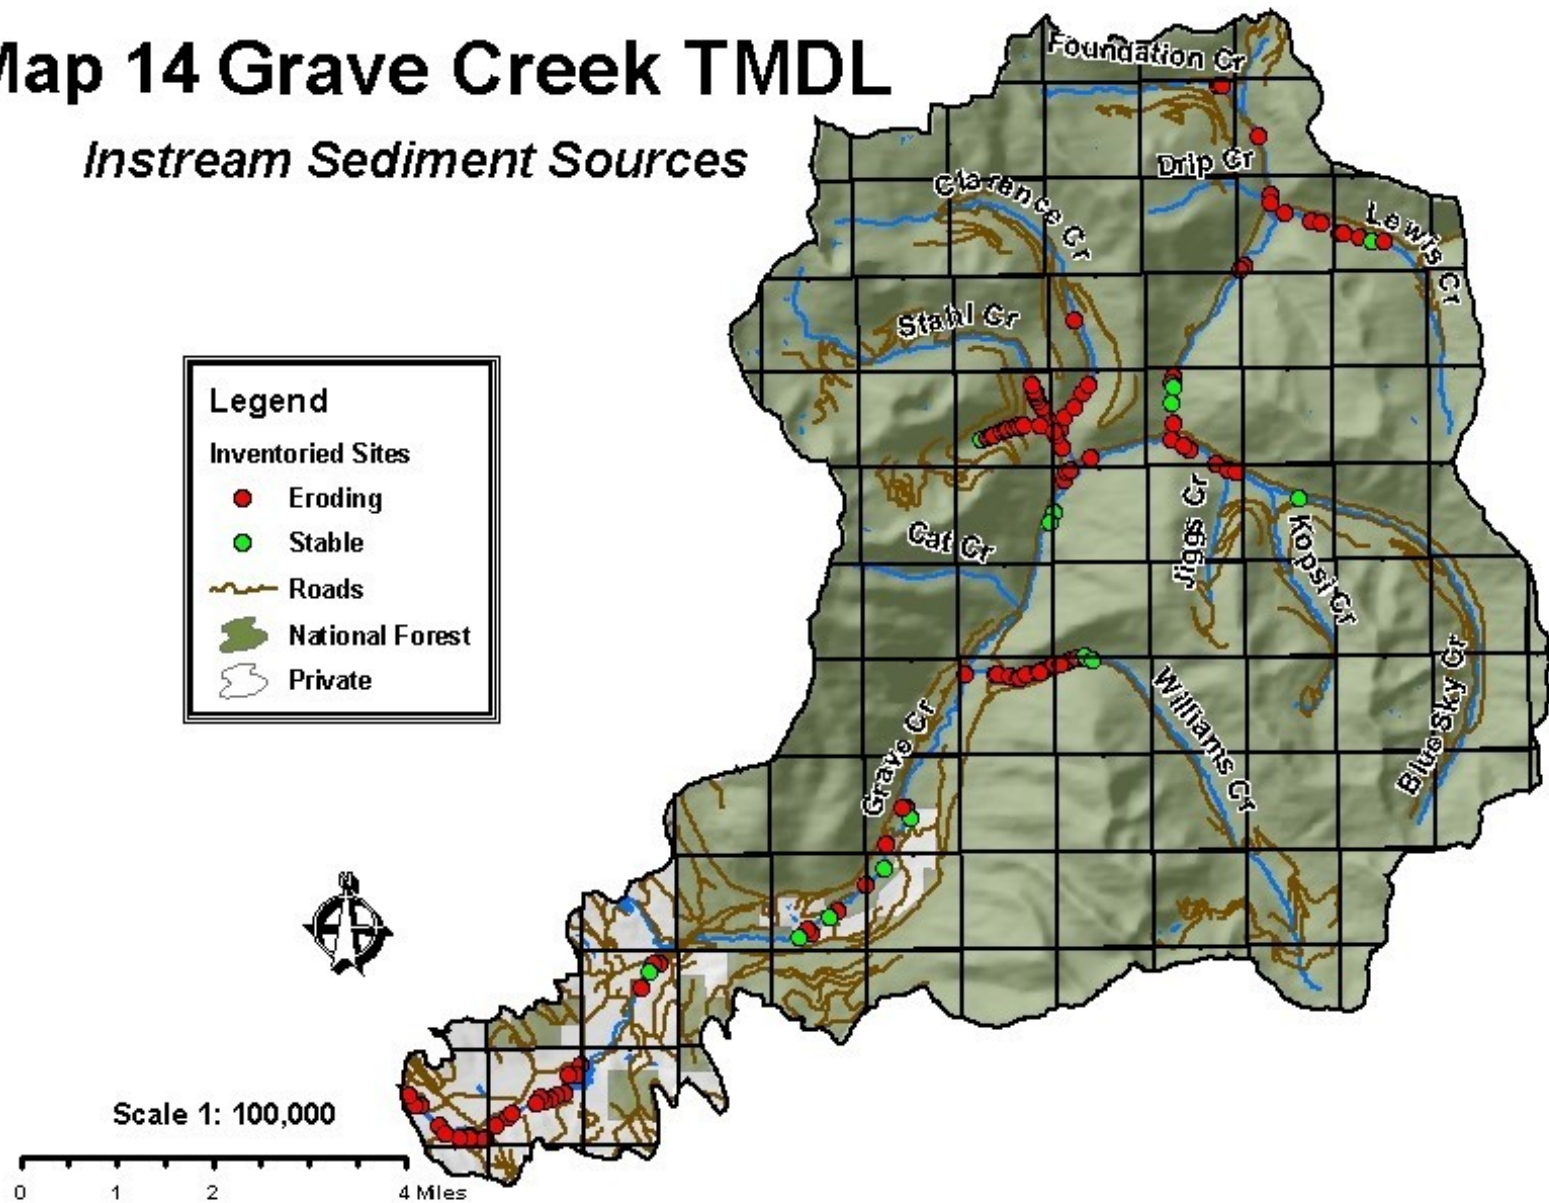 Map 14 Grave Creek TMDL
Instream Sediment Sources
Foundation Cr
Drip Cr
Clarence Cr
Lewis Cr
Stahl Cr
Legend
Inventoried Sites
Eroding
Stable
Roads
National Forest
Private
Cat Cr
Jiggs Cr
Kopsi Cr
Blue Sky Cr
Williams Cr
Grave Cr
N
Scale 1: 100,000
0 1 2 4 Miles